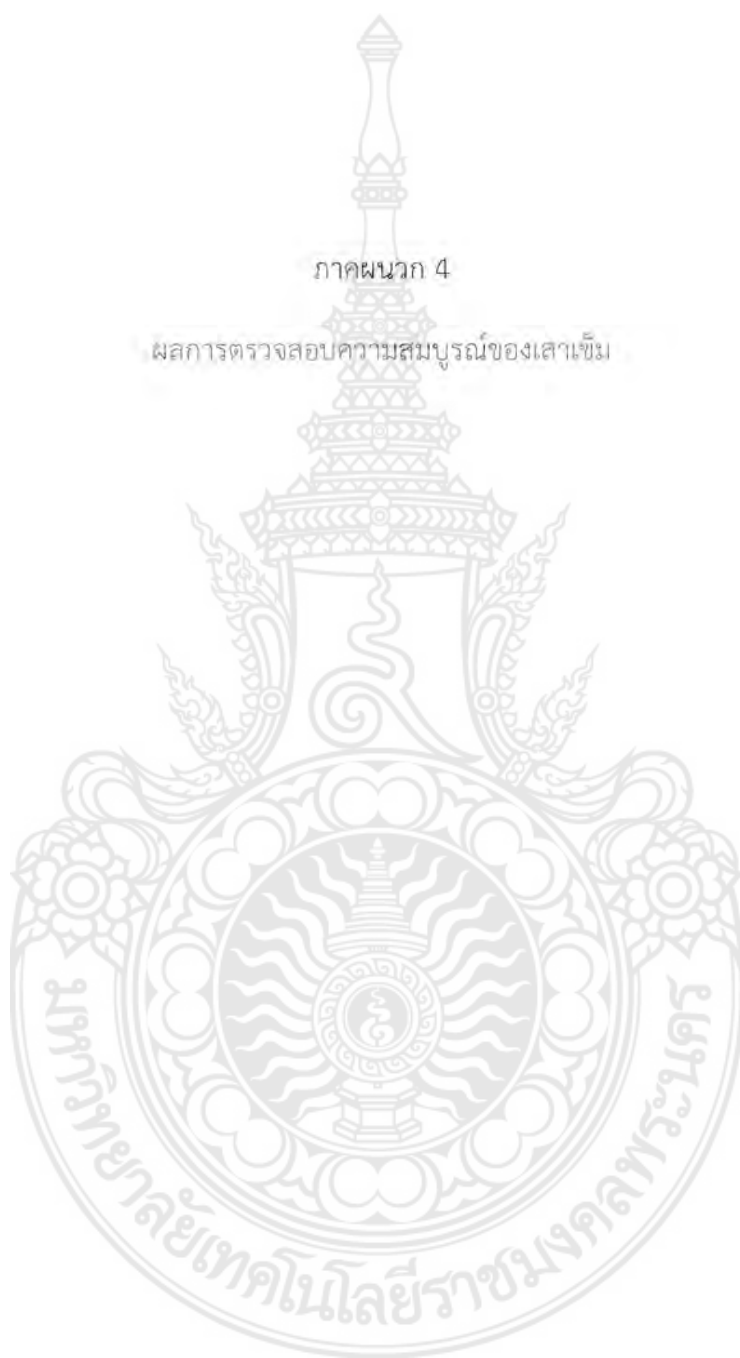 ภาคผนวก 4
ผลการตรวจสอบความสมบูรณ์ของเสาเข็ม
มหาวิทยาลัยเทคโนโลยีราชมงคลพระนคร